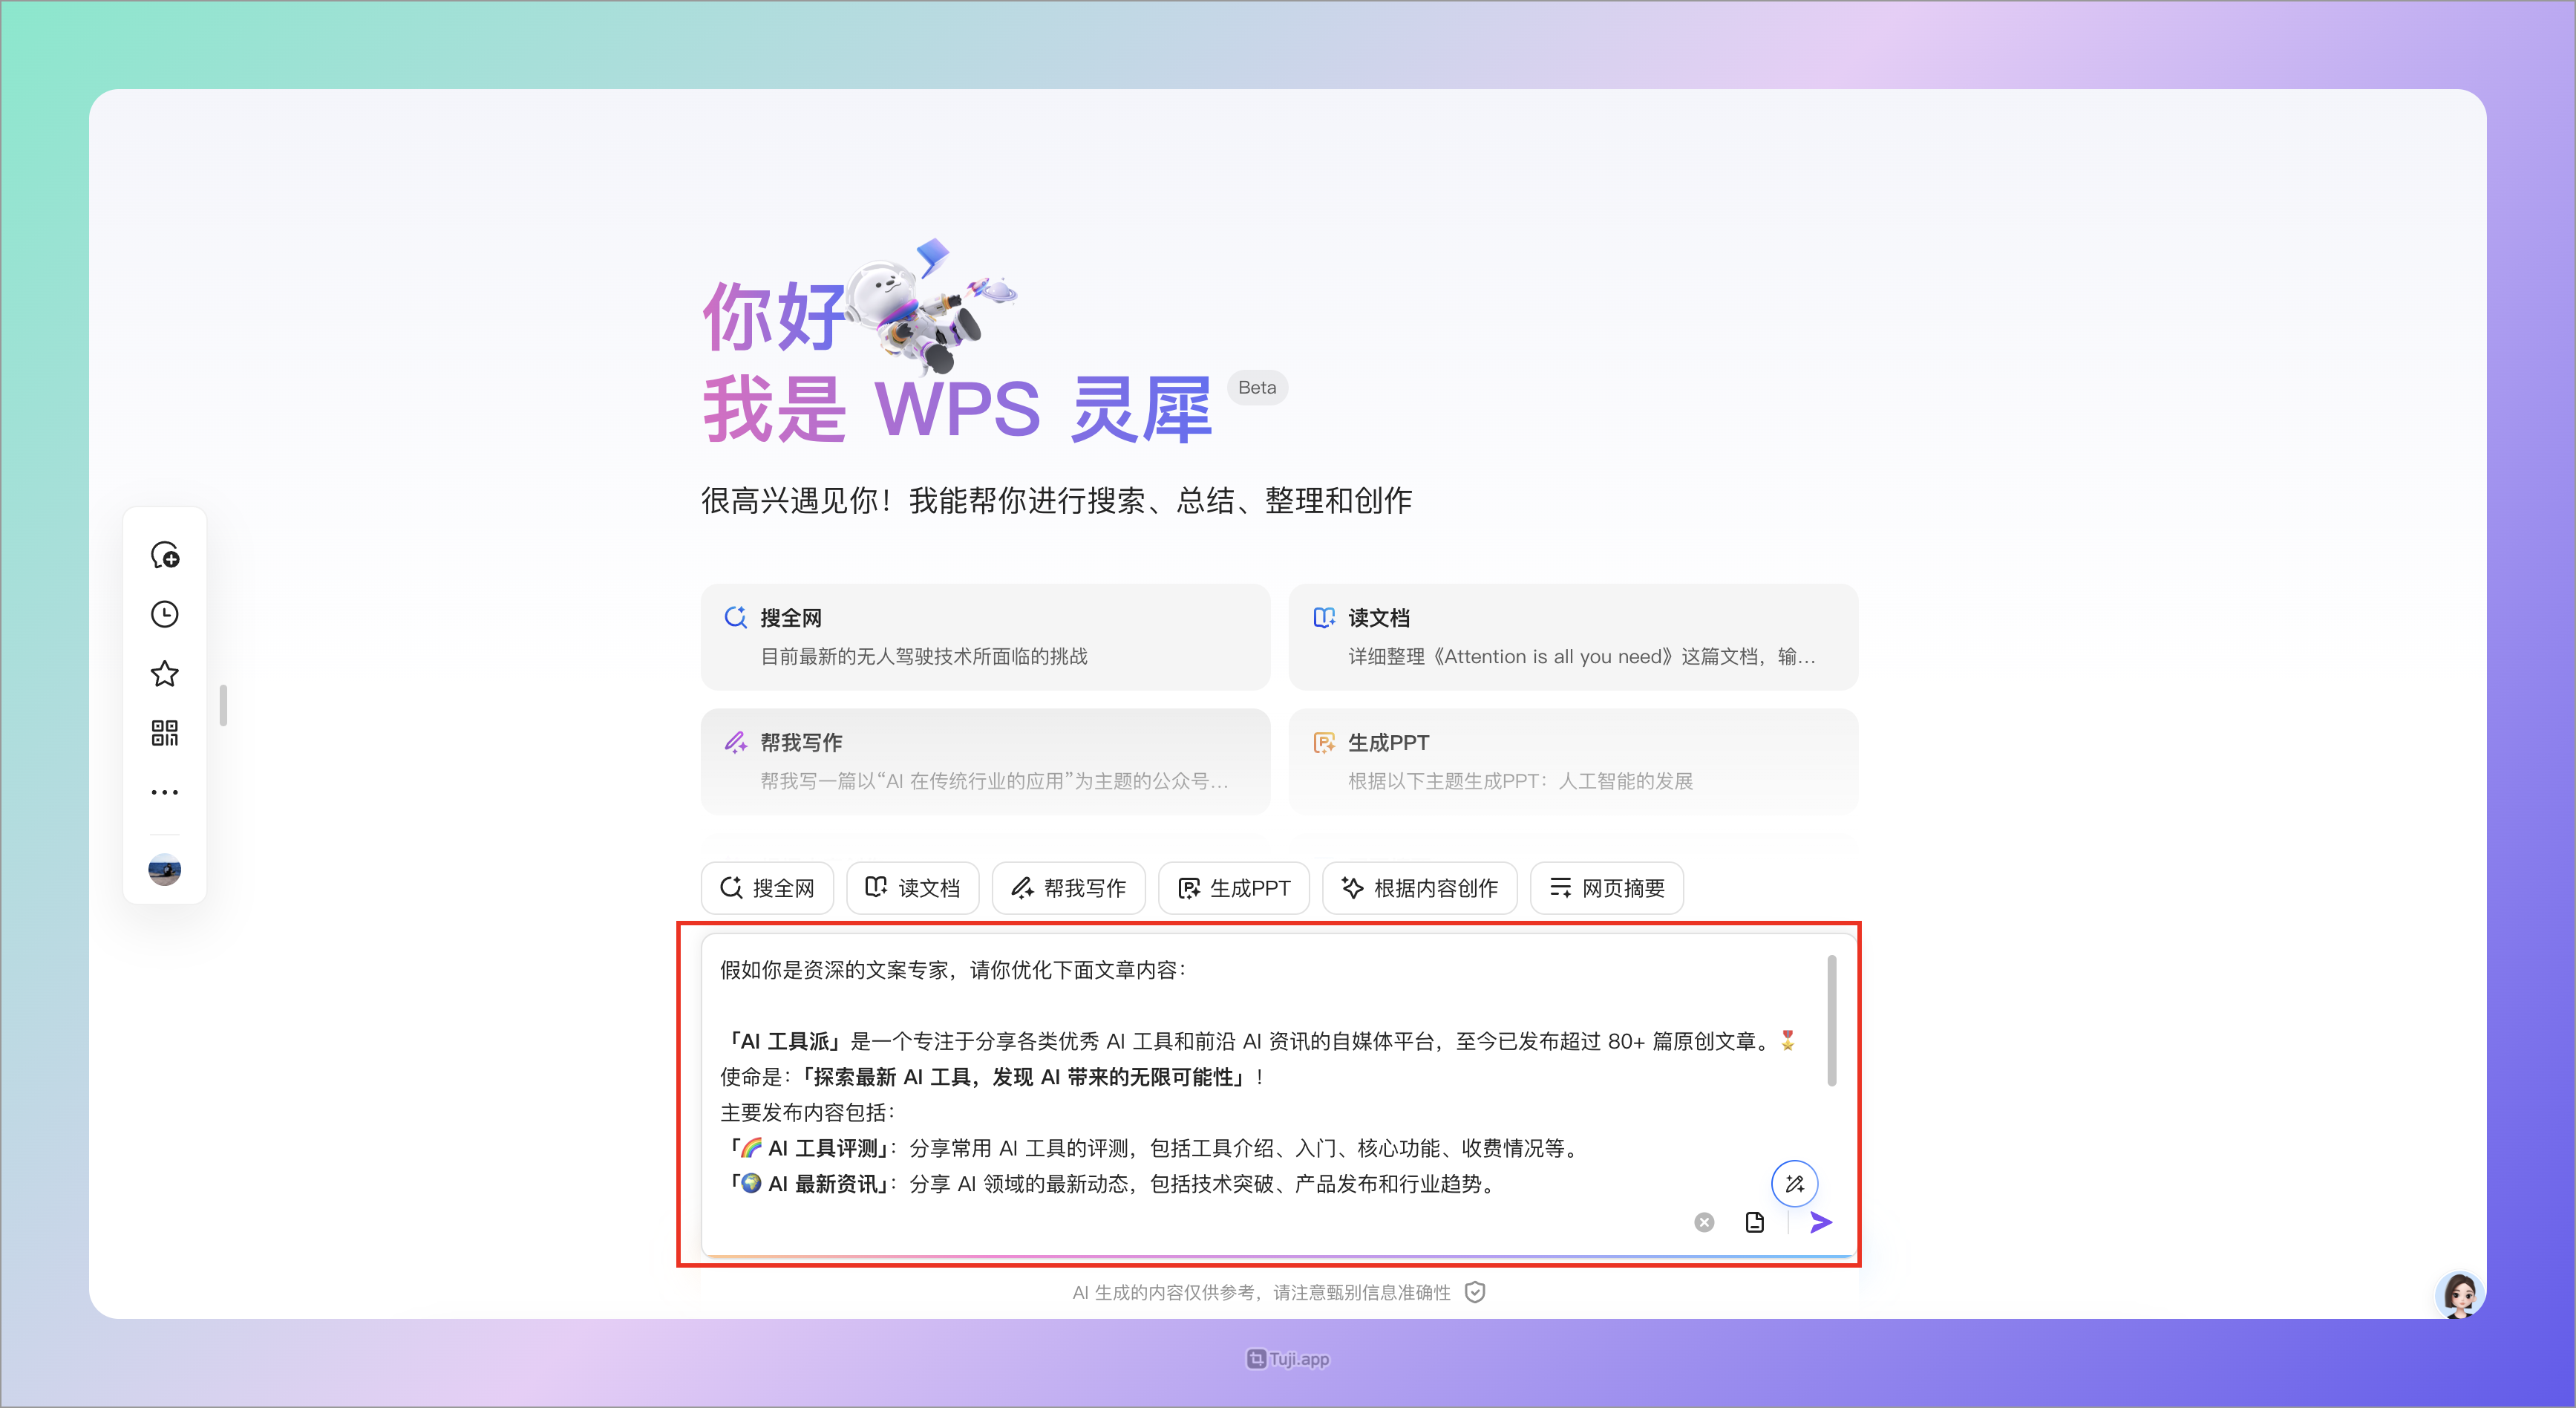 你好
我是 WPS 灵犀 Beta
很高兴遇见你！我能帮你进行搜索、总结、整理和创作
搜全网
目前最新的无人驾驶技术所面临的挑战
读文档
详细整理《Attention is all you need》这篇文档，输...
帮我写作
帮我写一篇以“AI 在传统行业的应用”为主题的公众号...
生成PPT
根据以下主题生成PPT：人工智能的发展
搜全网 读文档 帮我写作 生成PPT 根据内容创作 网页摘要
假如你是资深的文案专家，请你优化下面文章内容：
「AI 工具派」是一个专注于分享各类优秀 AI 工具和前沿 AI 资讯的自媒体平台，至今已发布超过 80+ 篇原创文章。🎖️
使命是：「探索最新 AI 工具，发现 AI 带来的无限可能性」！
主要发布内容包括：
「🌈 AI 工具评测」：分享常用 AI 工具的评测，包括工具介绍、入门、核心功能、收费情况等。
「🌍 AI 最新资讯」：分享 AI 领域的最新动态，包括技术突破、产品发布和行业趋势。
AI 生成的内容仅供参考，请注意甄别信息准确性
Tuji.app